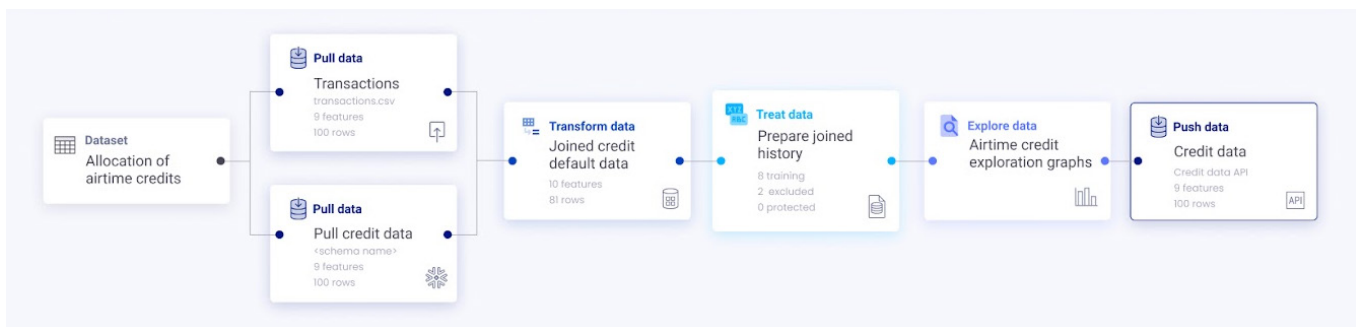 Dataset
Allocation of
airtime credits
Pull data
Transactions
transactions.csv
9 features
100 rows
Pull data
Pull credit data
<schema name>
9 features
100 rows
Transform data
Joined credit
default data
10 features
81 rows
XYZ
ABC
Treat data
Prepare joined
history
8 training
2 excluded
0 protected
Explore data
Airtime credit
exploration graphs
Push data
Credit data
Credit data API
9 features
100 rows
API